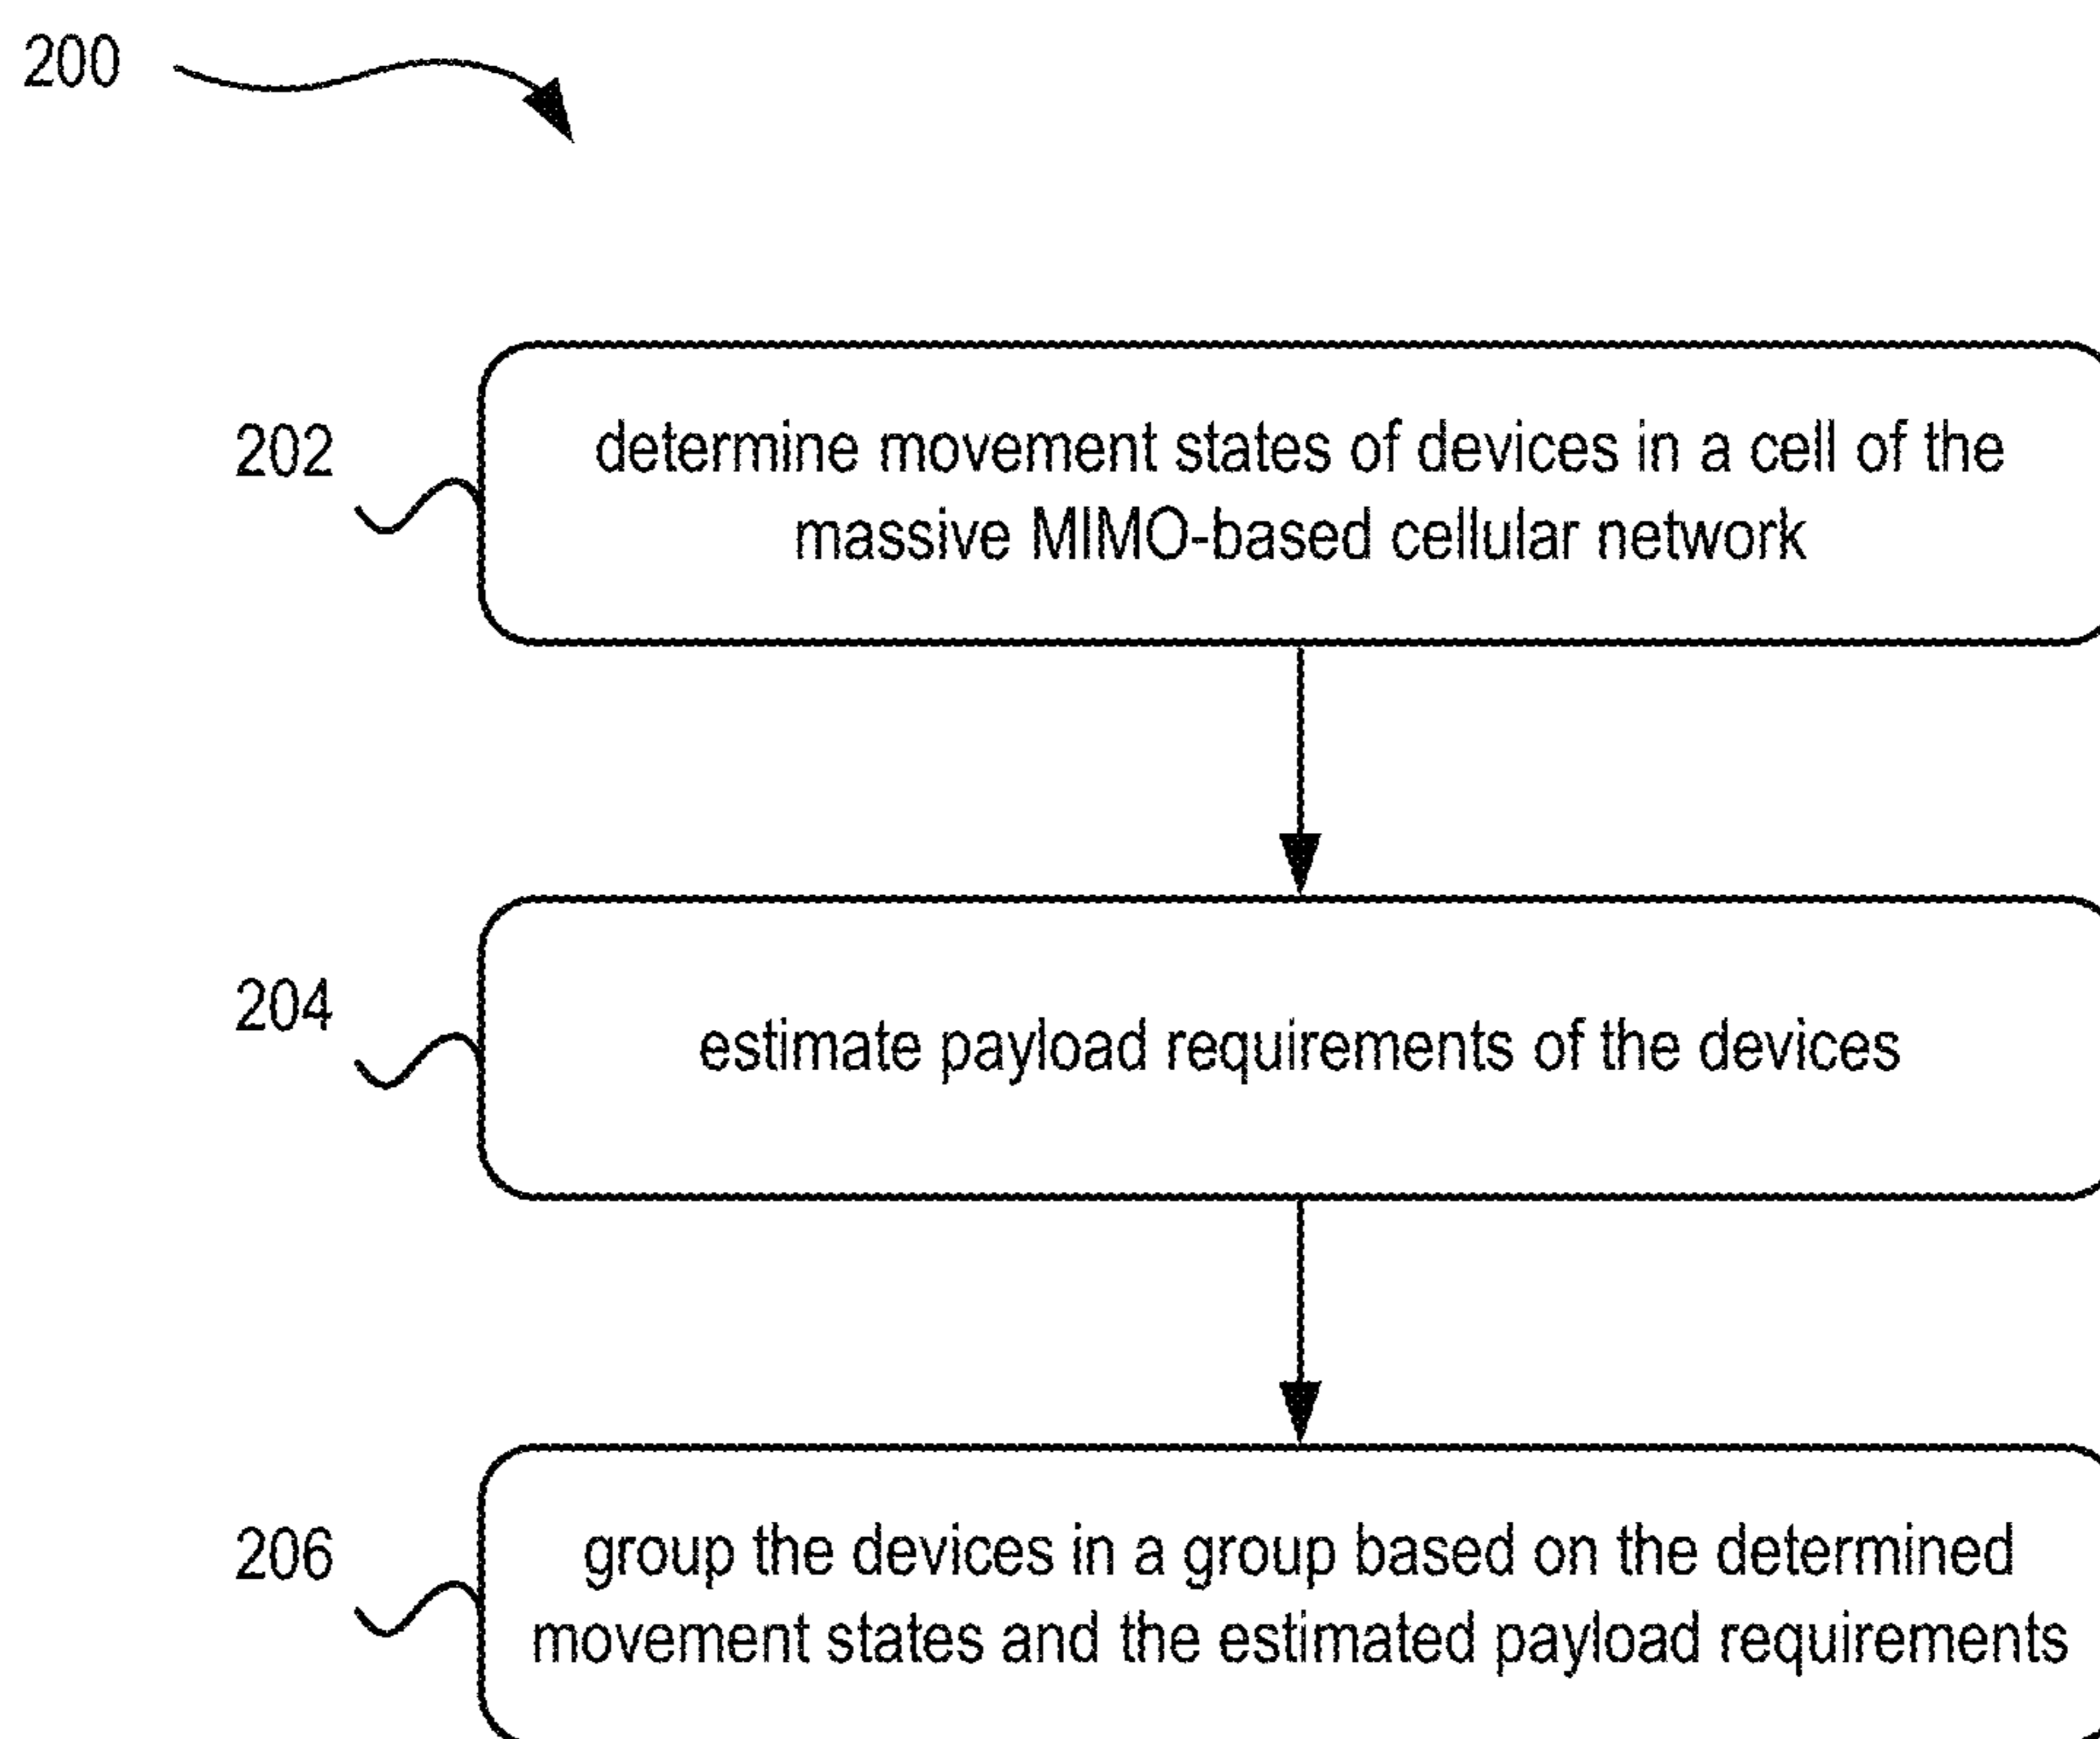 200
202
determine movement states of devices in a cell of the
massive MIMO-based cellular network
204
estimate payload requirements of the devices
206
group the devices in a group based on the determined
movement states and the estimated payload requirements